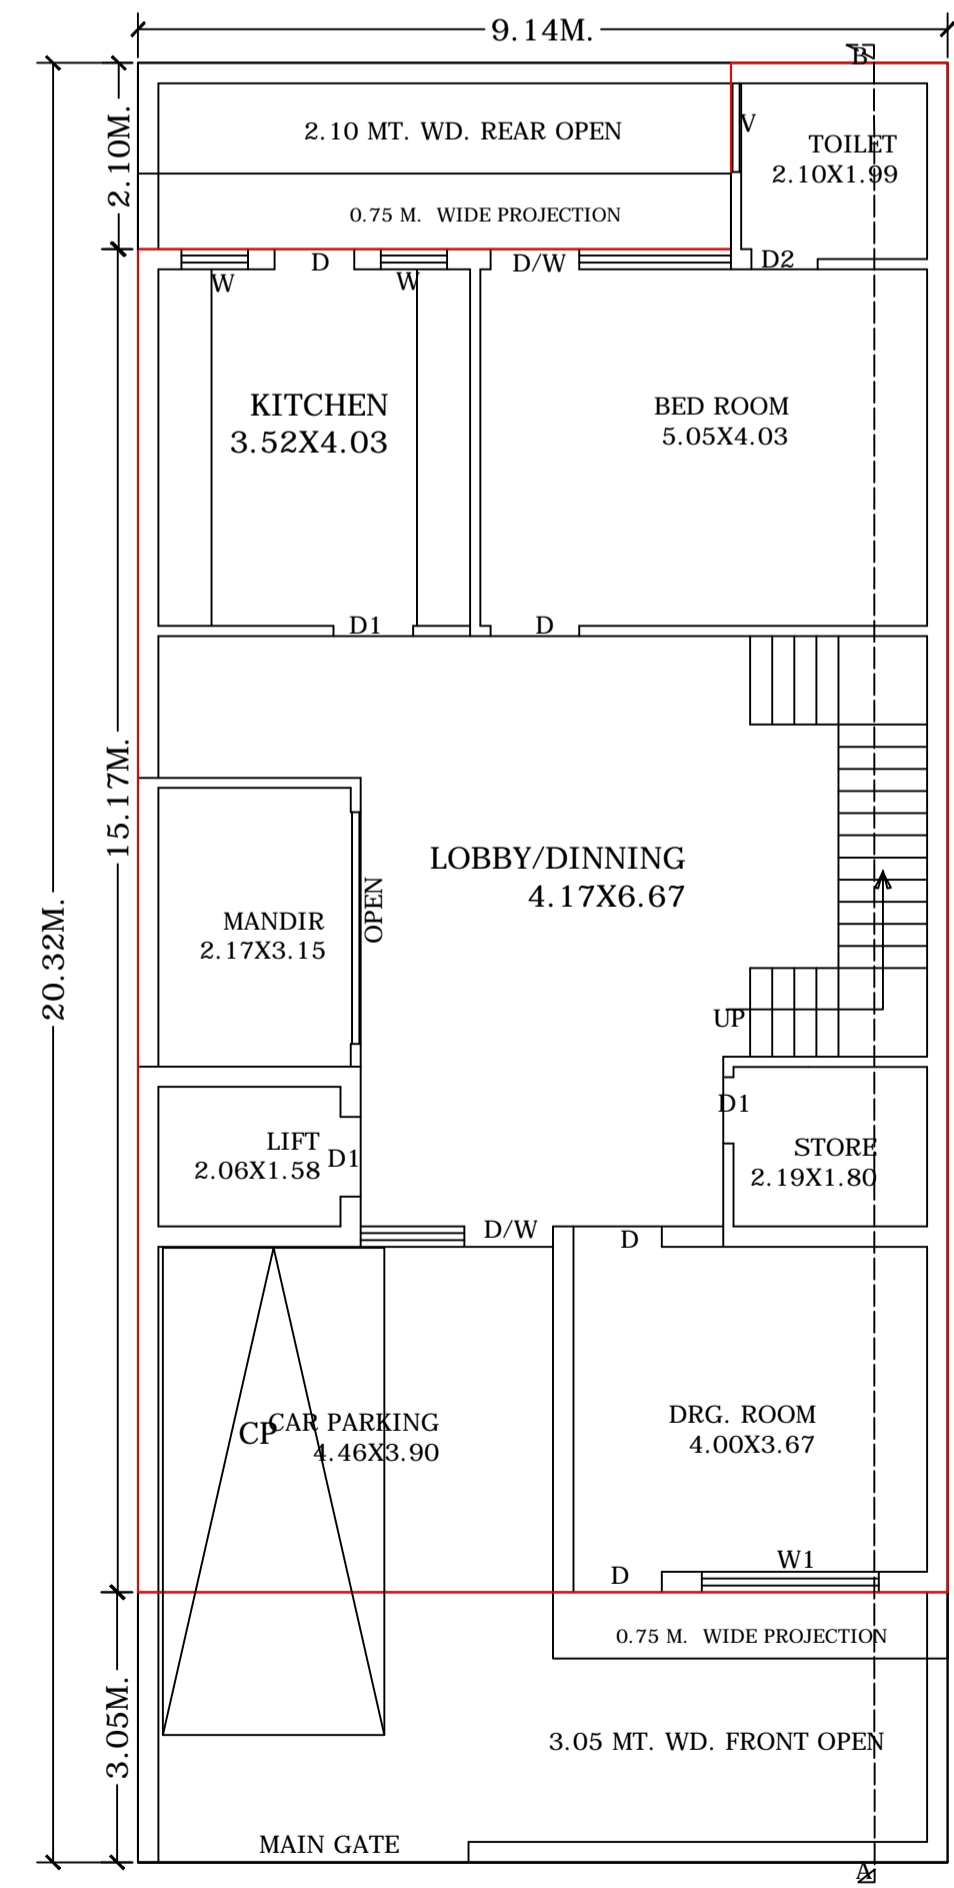 9.14M.
B
2.10M.
2.10 MT. WD. REAR OPEN
V
TOILET
2.10X1.99
0.75 M. WIDE PROJECTION
W
D
W
D/W
D2
KITCHEN
3.52X4.03
BED ROOM
5.05X4.03
D1
D
15.17M.
20.32M.
LOBBY/DINNING
4.17X6.67
MANDIR
2.17X3.15
OPEN
UP
D1
LIFT
2.06X1.58
D1
STORE
2.19X1.80
D/W
D
CP
CAR PARKING
4.46X3.90
DRG. ROOM
4.00X3.67
W1
D
0.75 M. WIDE PROJECTION
3.05M.
3.05 MT. WD. FRONT OPEN
MAIN GATE
A